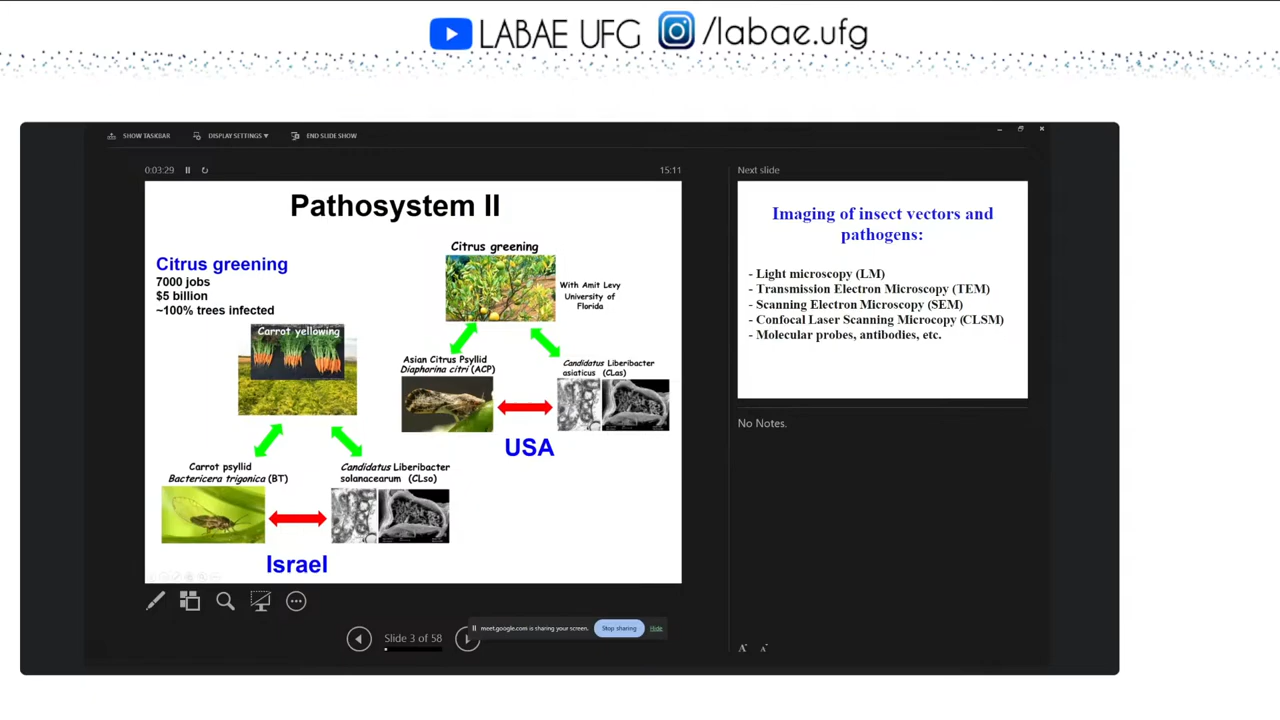 LABAE UFG /labae.ufg
SHOW TASKBAR DISPLAY SETTINGS ▾ END SLIDE SHOW
0:03:29 15:11
Pathosystem II
Citrus greening
7000 jobs
$5 billion
~100% trees infected
Citrus greening
With Amit Levy
University of
Florida
Carrot yellowing
Asian Citrus Psyllid
Diaphorina citri (ACP)
Candidatus Liberibacter
asiaticus (CLas)
USA
Carrot psyllid
Bactericera trigonica (BT)
Candidatus Liberibacter
solanacearum (CLso)
Israel
Next slide
Imaging of insect vectors and
pathogens:
- Light microscopy (LM)
- Transmission Electron Microscopy (TEM)
- Scanning Electron Microscopy (SEM)
- Confocal Laser Scanning Microcopy (CLSM)
- Molecular probes, antibodies, etc.
No Notes.
Slide 3 of 58
meet.google.com is sharing your screen. Stop sharing Hide
A A